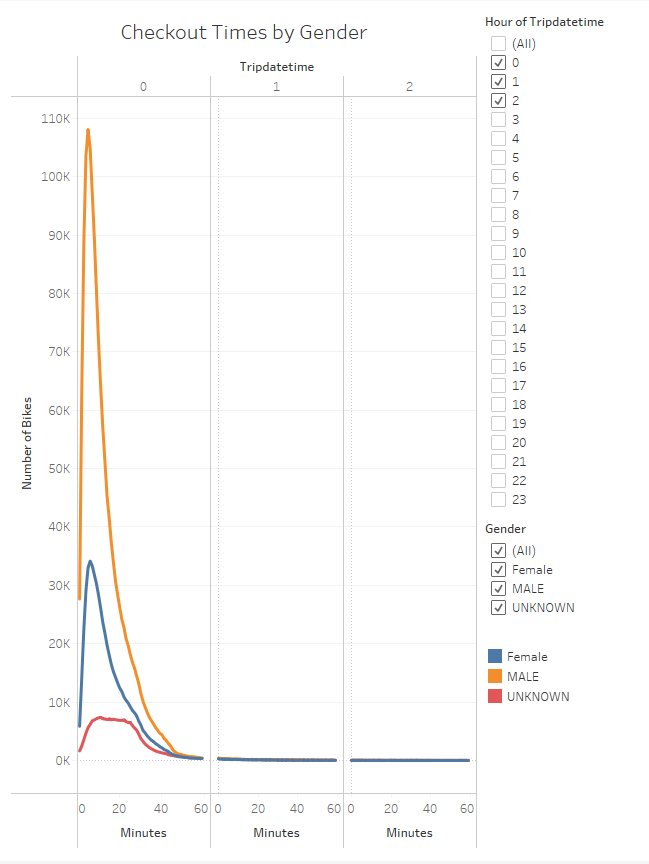 Checkout Times by Gender
Tripdatetime
0 1 2
110K
100K
90K
80K
70K
60K
50K
40K
30K
20K
10K
0K
Number of Bikes
0 20 40 60 0 20 40 60 0 20 40 60
Minutes Minutes Minutes
Hour of Tripdatetime
(All)
0
1
2
3
4
5
6
7
8
9
10
11
12
13
14
15
16
17
18
19
20
21
22
23
Gender
(All)
Female
MALE
UNKNOWN
Female
MALE
UNKNOWN